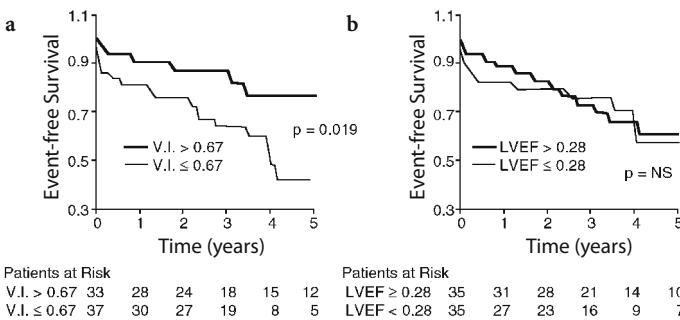 a
1.1
0.9
0.7
0.5
0.3
Event-free Survival
p = 0.019
V.I. > 0.67
V.I. ≤ 0.67
0 1 2 3 4 5
Time (years)
Patients at Risk
V.I. > 0.67 33 28 24 18 15 12
V.I. ≤ 0.67 37 30 27 19 8 5
b
1.1
0.9
0.7
0.5
0.3
Event-free Survival
LVEF > 0.28
LVEF ≤ 0.28
p = NS
0 1 2 3 4 5
Time (years)
Patients at Risk
LVEF ≥ 0.28 35 31 28 21 14 10
LVEF < 0.28 35 27 23 16 9 7